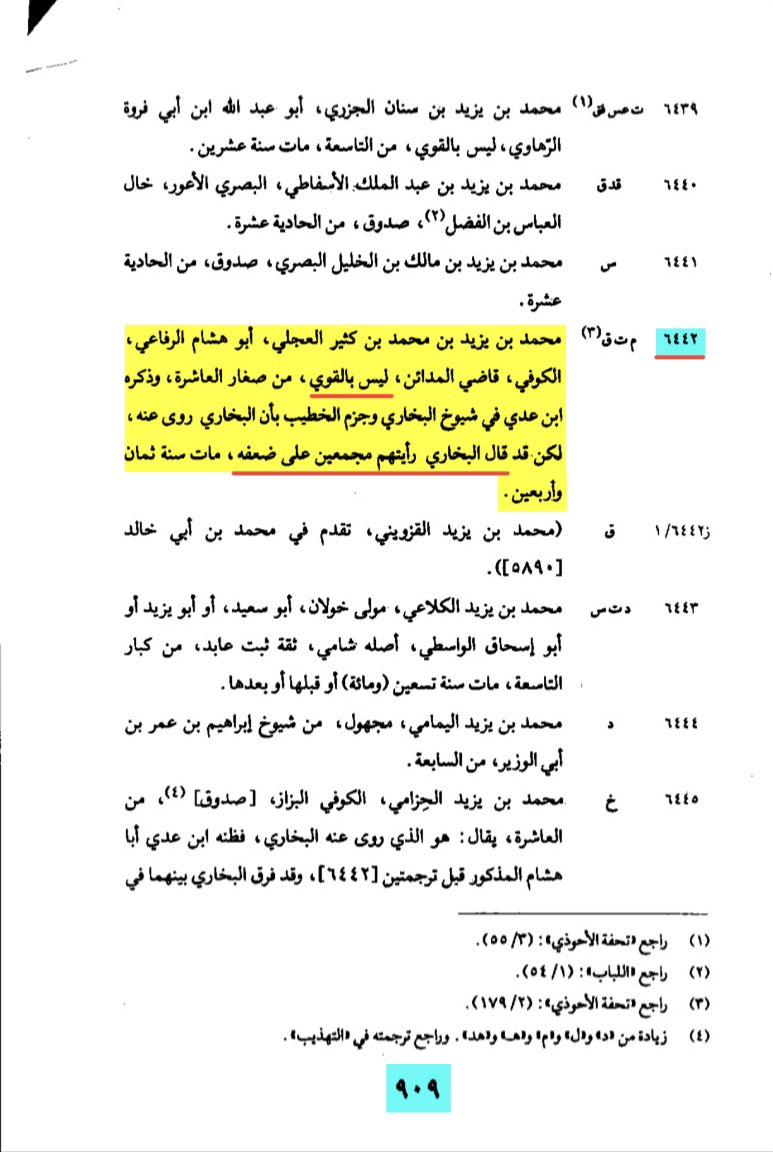 ٦٤٣٩ ت عس فق(١) محمد بن يزيد بن سنان الجزري، أبو عبد الله ابن أبي فروة
الرّهاوي، ليس بالقوي، من التاسعة، مات سنة عشرين.
٦٤٤٠ قد ق محمد بن يزيد بن عبد الملك الأسفاطي، البصري الأعور، خال
العباس بن الفضل(٢)، صدوق، من الحادية عشرة.
٦٤٤١ س محمد بن يزيد بن مالك بن الخليل البصري، صدوق، من الحادية
عشرة.
٦٤٤٢ م ت ق(٣) محمد بن يزيد بن محمد بن كثير العجلي، أبو هشام الرفاعي،
الكوفي، قاضي المدائن، ليس بالقوي، من صغار العاشرة، وذكره
ابن عدي في شيوخ البخاري وجزم الخطيب بأن البخاري روى عنه،
لكن قد قال البخاري رأيتهم مجمعين على ضعفه، مات سنة ثمان
وأربعين.
ز٦٤٤٢/١ ق (محمد بن يزيد القزويني، تقدم في محمد بن أبي خالد
[٥٨٩٠]).
٦٤٤٣ د ت س محمد بن يزيد الكلاعي، مولى خولان، أبو سعيد، أو أبو يزيد أو
أبو إسحاق الواسطي، أصله شامي، ثقة ثبت عابد، من كبار
التاسعة، مات سنة تسعين (ومائة) أو قبلها أو بعدها.
٦٤٤٤ د محمد بن يزيد اليمامي، مجهول، من شيوخ إبراهيم بن عمر بن
أبي الوزير، من السابعة.
٦٤٤٥ خ محمد بن يزيد الحِزامي، الكوفي البزاز، [صدوق](٤)، من
العاشرة، يقال: هو الذي روى عنه البخاري، فظنه ابن عدي أبا
هشام المذكور قبل ترجمتين [٦٤٤٢]، وقد فرق البخاري بينهما في
(١) راجع «تحفة الأحوذي»: (٣/ ٥٥).
(٢) راجع «اللباب»: (١/ ٥٤).
(٣) راجع «تحفة الأحوذي»: (٢/ ١٧٩).
(٤) زيادة من «د» و«ل» و«م» و«هـ» و«هد». وراجع ترجمته في «التهذيب».
٩٠٩